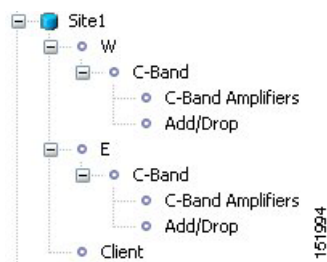 Site1
W
C-Band
C-Band Amplifiers
Add/Drop
E
C-Band
C-Band Amplifiers
Add/Drop
Client
151994